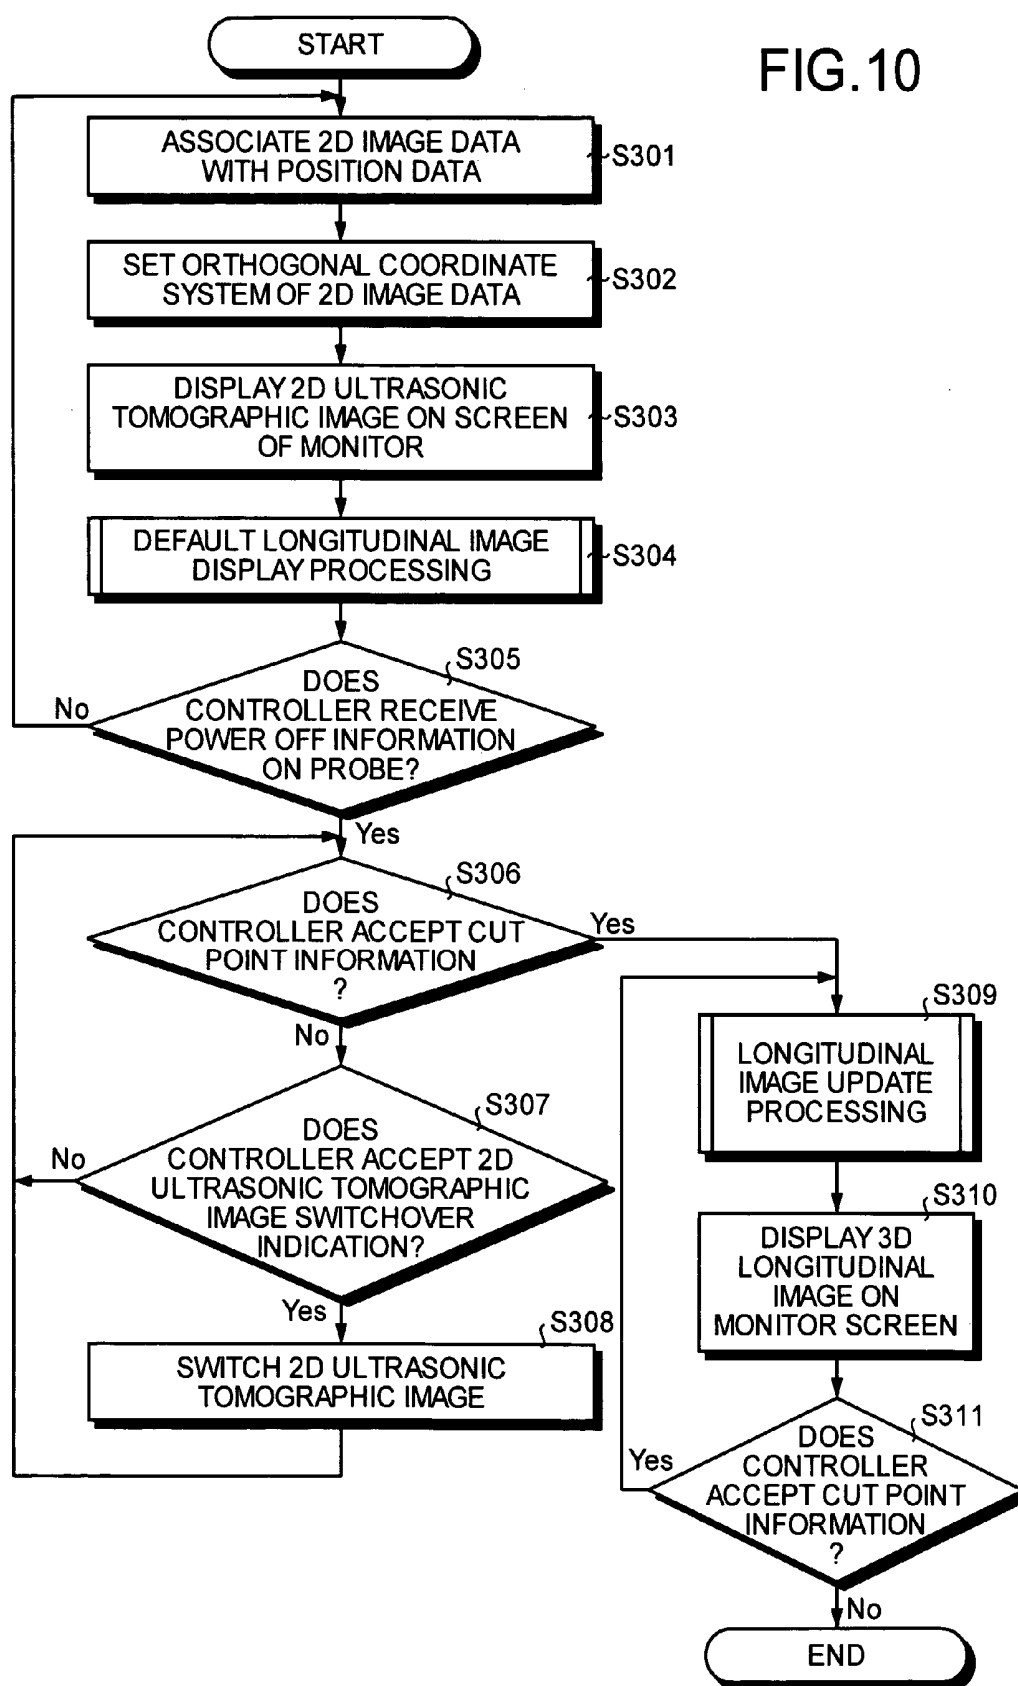 START
FIG.10
ASSOCIATE 2D IMAGE DATA
WITH POSITION DATA
S301
SET ORTHOGONAL COORDINATE
SYSTEM OF 2D IMAGE DATA
S302
DISPLAY 2D ULTRASONIC
TOMOGRAPHIC IMAGE ON SCREEN
OF MONITOR
S303
DEFAULT LONGITUDINAL IMAGE
DISPLAY PROCESSING
S304
S305
DOES
CONTROLLER RECEIVE
POWER OFF INFORMATION
ON PROBE?
No
Yes
S306
DOES
CONTROLLER ACCEPT CUT
POINT INFORMATION
?
Yes
No
S307
DOES
CONTROLLER ACCEPT 2D
ULTRASONIC TOMOGRAPHIC
IMAGE SWITCHOVER
INDICATION?
No
Yes
S308
SWITCH 2D ULTRASONIC
TOMOGRAPHIC IMAGE
S309
LONGITUDINAL
IMAGE UPDATE
PROCESSING
S310
DISPLAY 3D
LONGITUDINAL
IMAGE ON
MONITOR SCREEN
S311
DOES
CONTROLLER
ACCEPT CUT POINT
INFORMATION
?
Yes
No
END